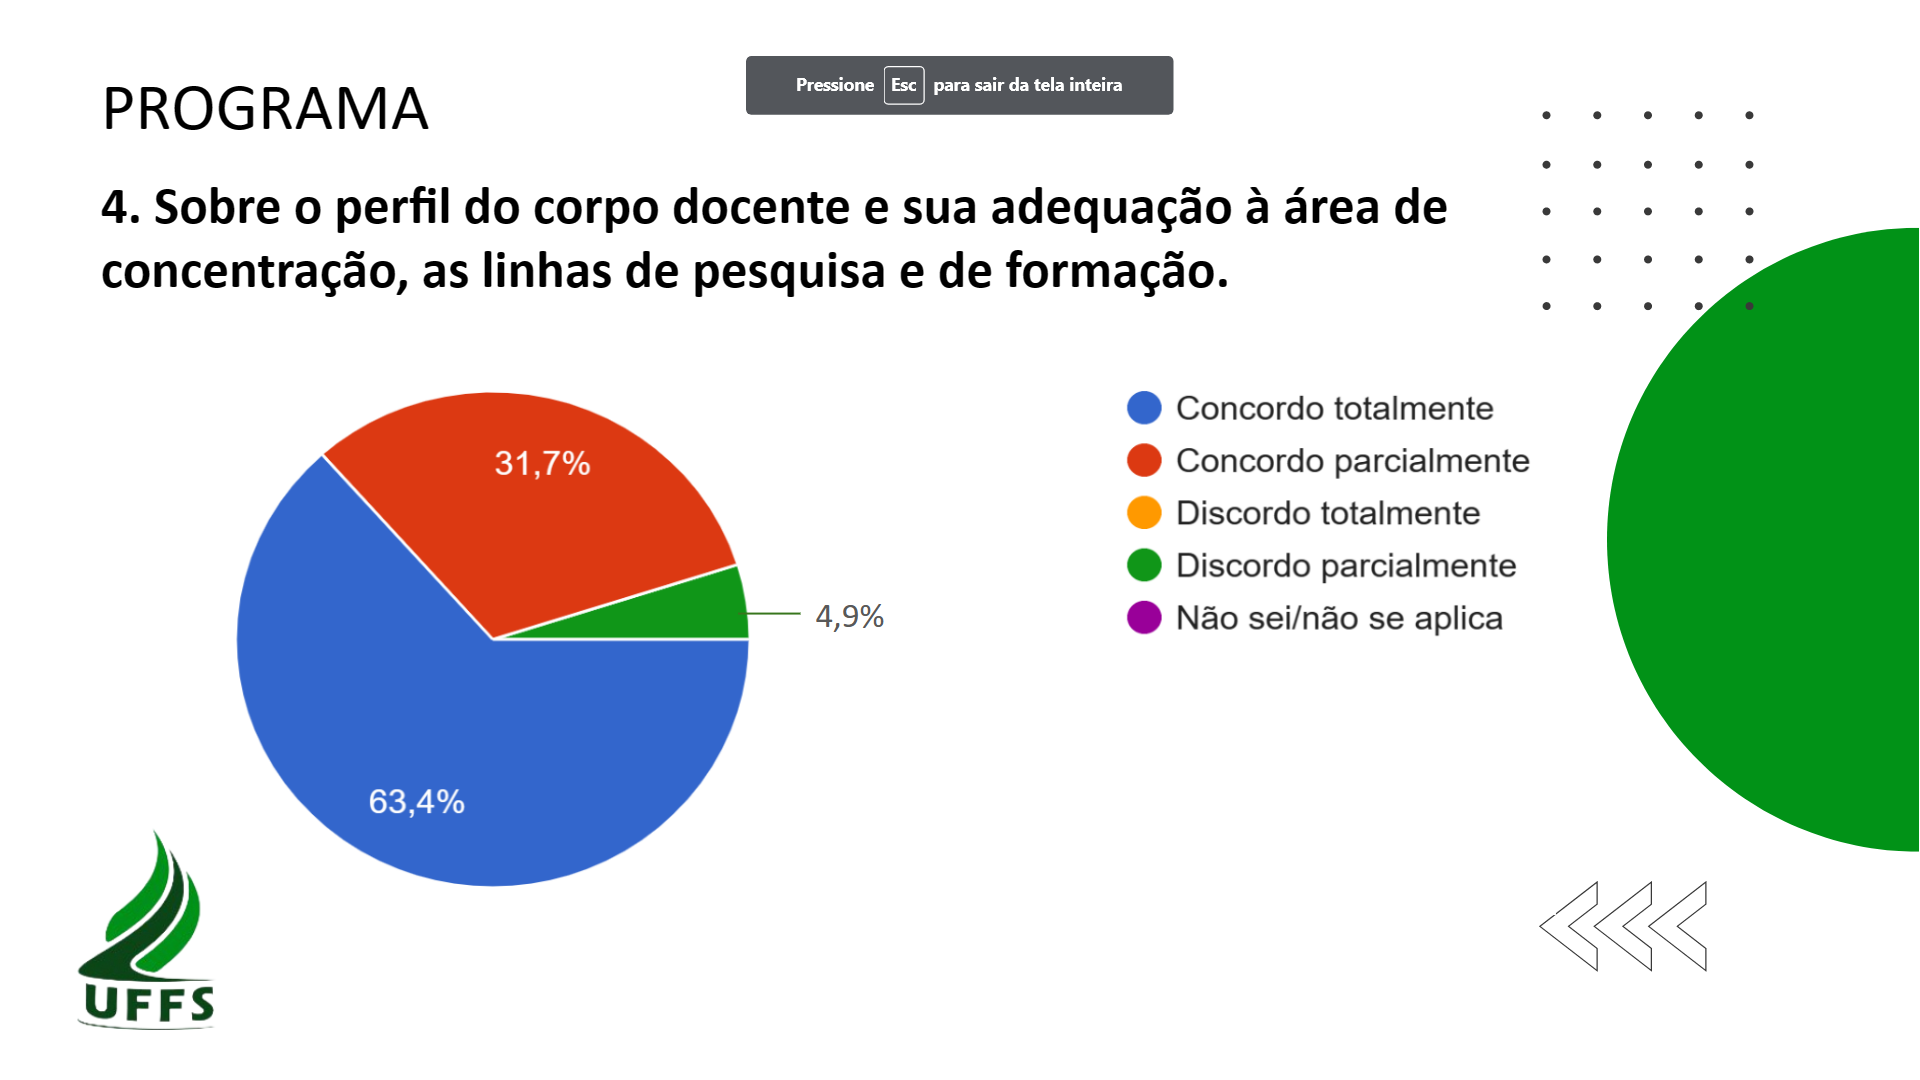 Pressione Esc para sair da tela inteira
PROGRAMA
4. Sobre o perfil do corpo docente e sua adequação à área de
concentração, as linhas de pesquisa e de formação.
31,7%
4,9%
63,4%
Concordo totalmente
Concordo parcialmente
Discordo totalmente
Discordo parcialmente
Não sei/não se aplica
UFFS